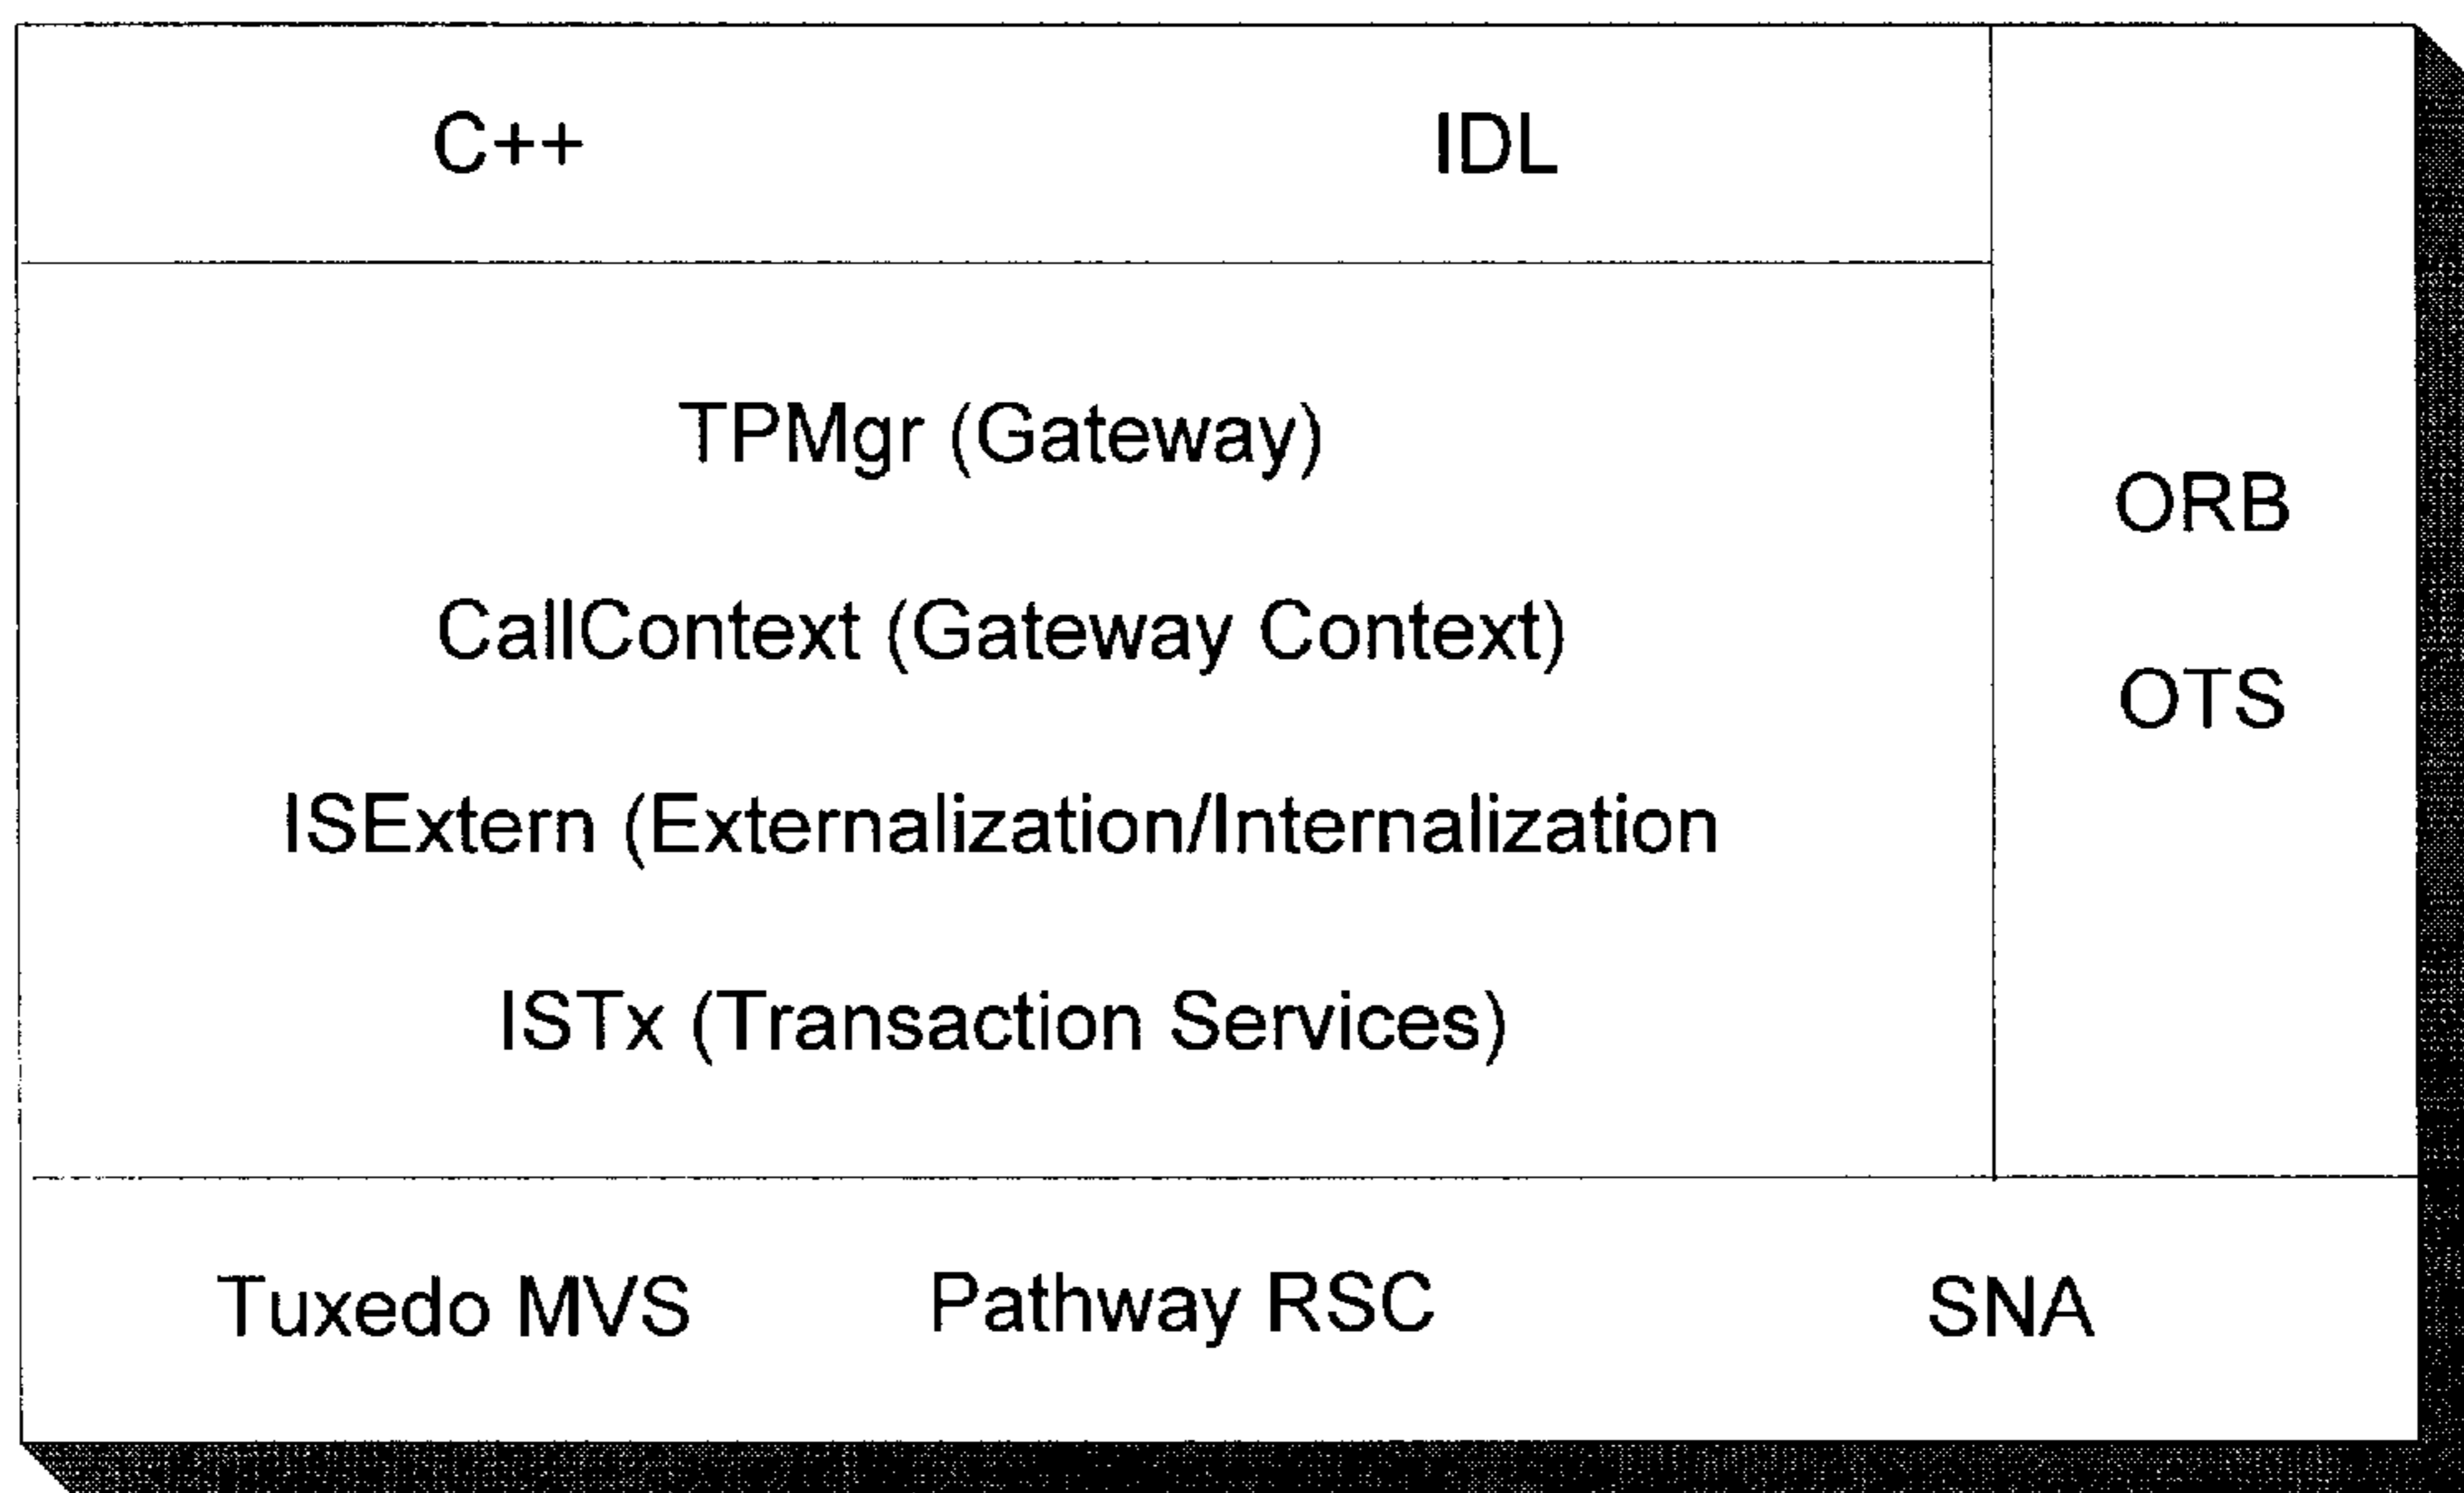 C++ IDL
TPMgr (Gateway)
CallContext (Gateway Context)
ISExtern (Externalization/Internalization
ISTx (Transaction Services)
ORB
OTS
Tuxedo MVS Pathway RSC SNA